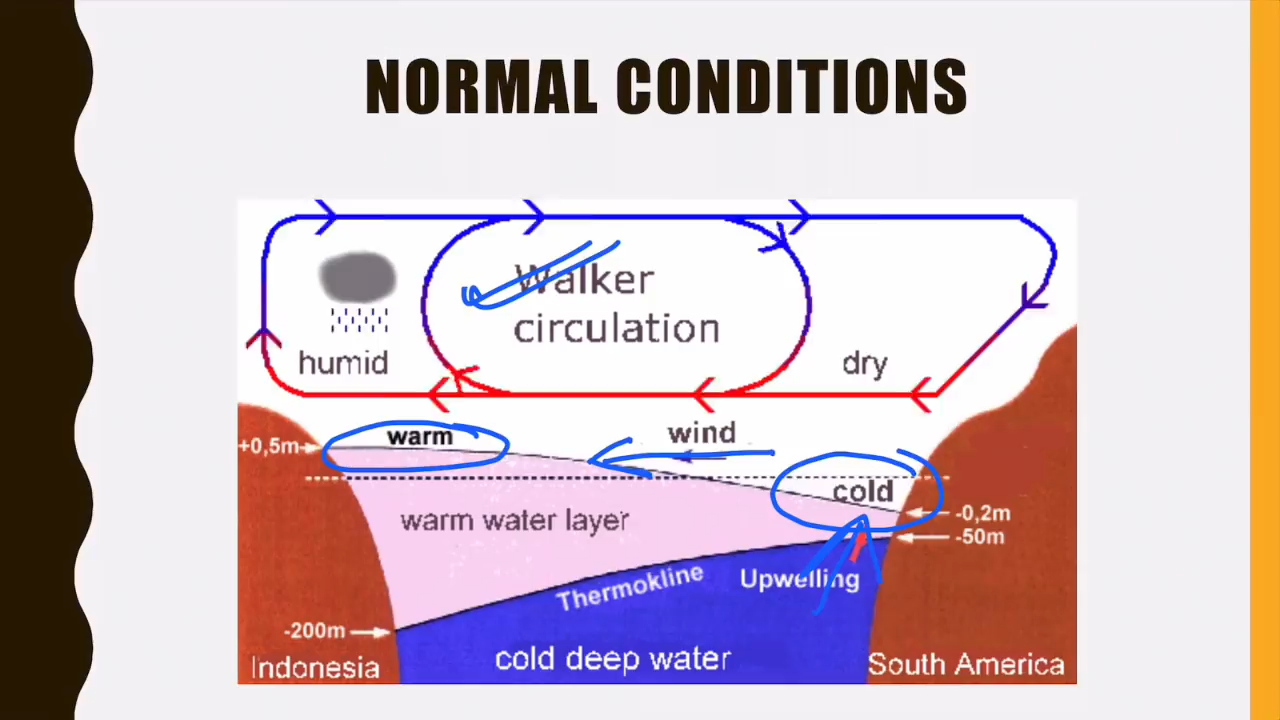 NORMAL CONDITIONS
Walker
circulation
humid
dry
warm
wind
+0,5m
cold
-0,2m
warm water layer
-50m
Thermokline
Upwelling
-200m
cold deep water
Indonesia
South America